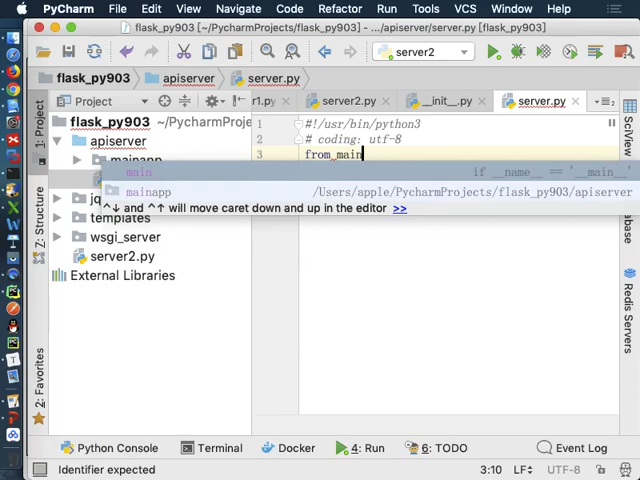 PyCharm File Edit View Navigate Code Refactor Run Tools VCS Window Help
flask_py903 [~/PycharmProjects/flask_py903] - .../apiserver/server.py [flask_py903]
server2
flask_py903 apiserver server.py
1: Project
Project
r1.py server2.py __init__.py server.py
flask_py903 ~/PycharmP
apiserver
mainapp
jq
templates
wsgi_server
server2.py
External Libraries
1 #!/usr/bin/python3
2 # coding: utf-8
3 from main
main if __name__ == '__main__'
mainapp /Users/apple/PycharmProjects/flask_py903/apiserver
^↓ and ^↑ will move caret down and up in the editor >>
Z: Structure
2: Favorites
SciView
Database
Redis Servers
Python Console Terminal Docker 4: Run 6: TODO Event Log
Identifier expected 3:10 LF UTF-8